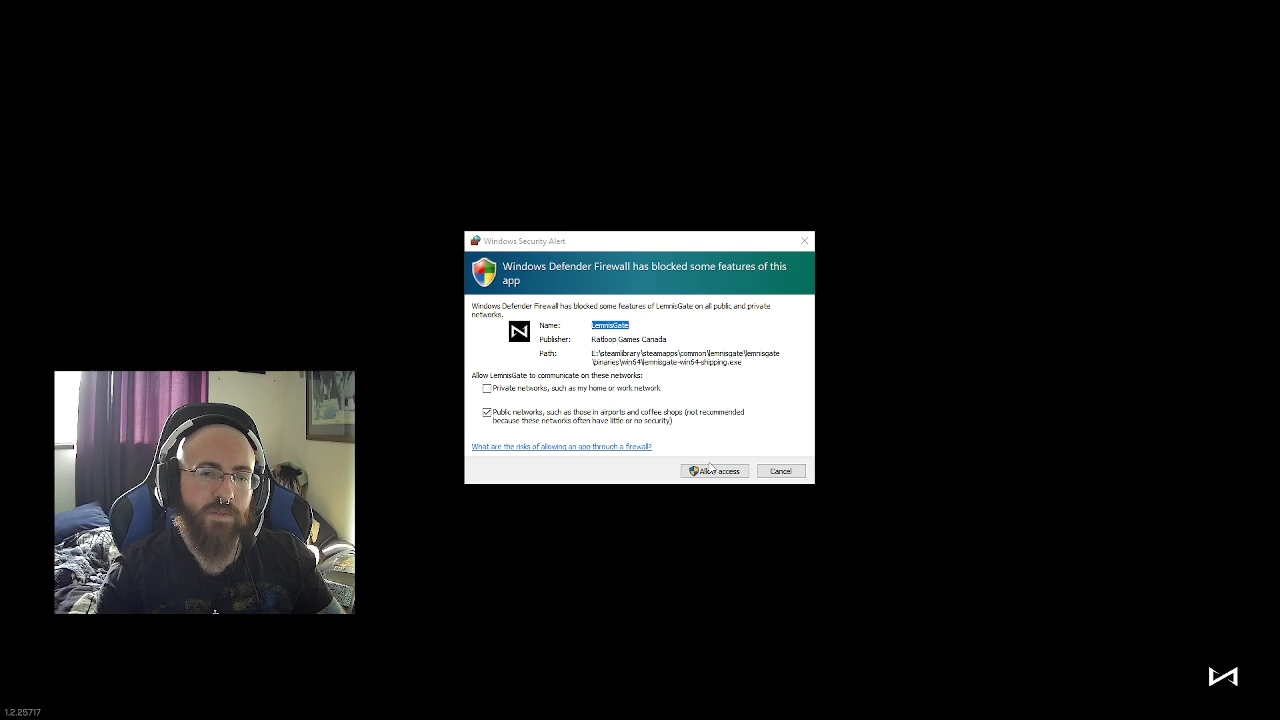 Windows Security Alert
Windows Defender Firewall has blocked some features of this
app
Windows Defender Firewall has blocked some features of LemnisGate on all public and private
networks.
Name: LemnisGate
Publisher: Ratloop Games Canada
Path: E:\steamlibrary\steamapps\common\lemnisgate\lemnisgate
\binaries\win64\lemnisgate-win64-shipping.exe
Allow LemnisGate to communicate on these networks:
Private networks, such as my home or work network
Public networks, such as those in airports and coffee shops (not recommended
because these networks often have little or no security)
What are the risks of allowing an app through a firewall?
Allow access Cancel
1.2.25717